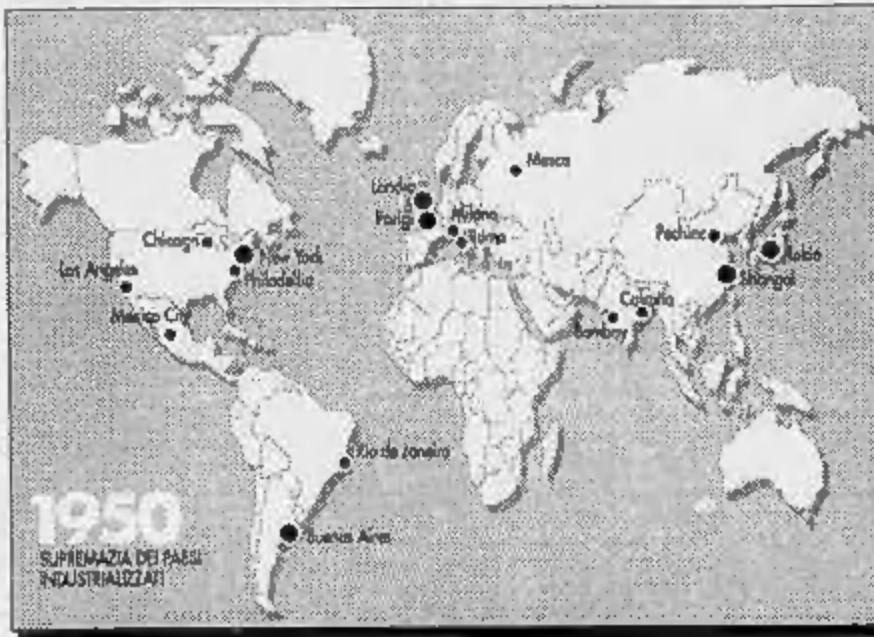 Mosca
Londra
Parigi
Milano
Roma
Chicago
New York
Pechino
Tokio
Los Angeles
Philadelfia
Shangai
Mexico City
Calcutta
Bombay
Rio de Janeiro
1950
Buenos Aires
SUPREMAZIA DEI PAESI
INDUSTRIALIZZATI